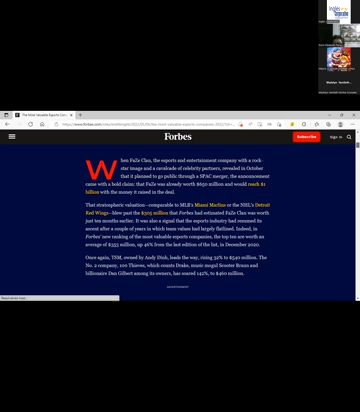 The Most Valuable Esports Com
Forbes
Subscribe
Sign In
When FaZe Clan, the esports and entertainment company with a rock-
star image and a cavalcade of celebrity partners, revealed in October
that it planned to go public through a SPAC merger, the announcement
came with a bold claim: that FaZe was already worth $650 million and would reach $1
billion with the money it raised in the deal.
That stratospheric valuation—comparable to MLB's Miami Marlins or the NHL's Detroit
Red Wings—blew past the $305 million that Forbes had estimated FaZe Clan was worth
just ten months earlier. It was also a signal that the esports industry had resumed its
ascent after a couple of years in which team values had largely flatlined. Indeed, in
Forbes' new ranking of the most valuable esports companies, the top ten are worth an
average of $353 million, up 46% from the last edition of the list, in December 2020.
Once again, TSM, owned by Andy Dinh, leads the way, rising 32% to $540 million. The
No. 2 company, 100 Thieves, which counts Drake, music mogul Scooter Braun and
billionaire Dan Gilbert among its owners, has soared 142%, to $460 million.